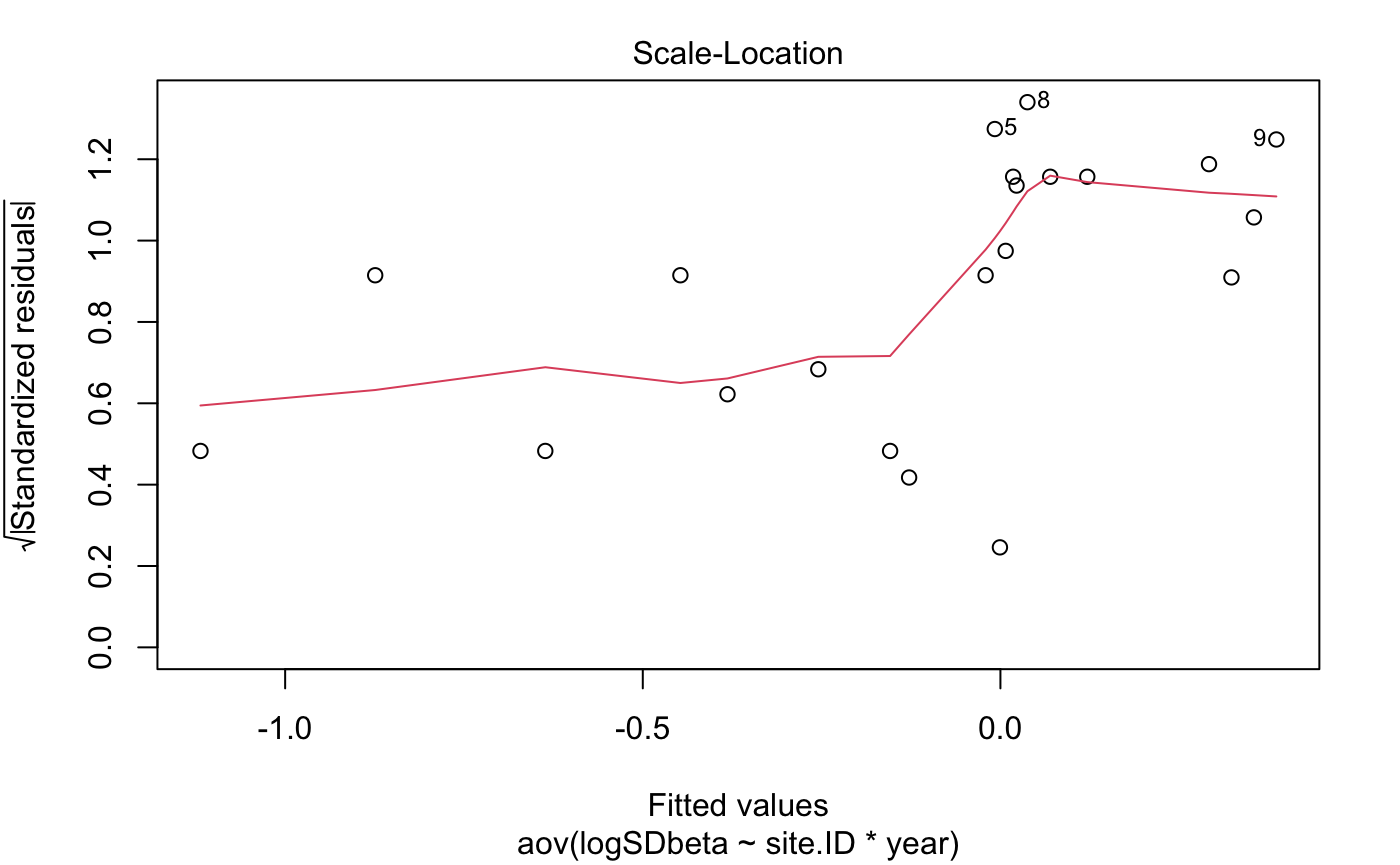 Scale-Location
√|Standardized residuals|
0.0 0.2 0.4 0.6 0.8 1.0 1.2
8
5
9
-1.0 -0.5 0.0
Fitted values
aov(logSDbeta ~ site.ID * year)